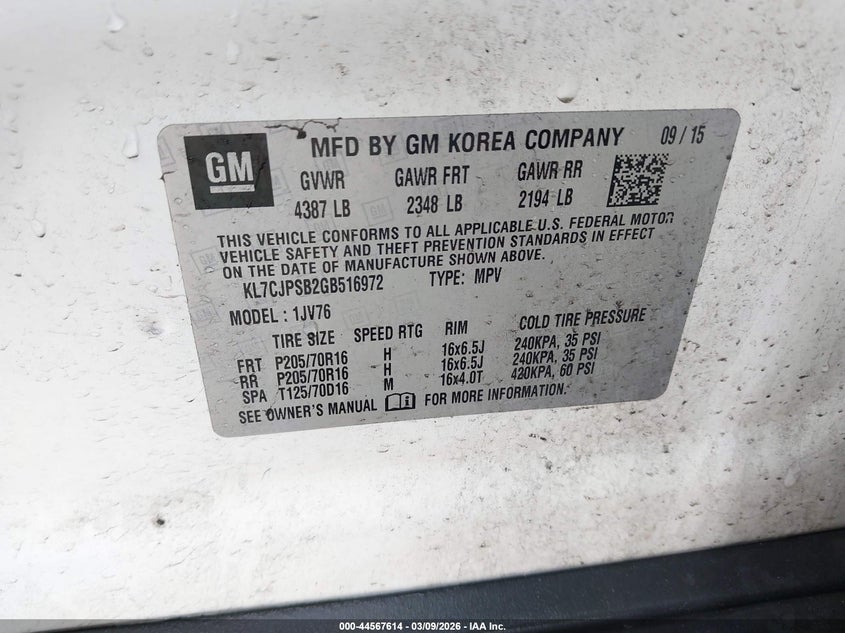 GM
MFD BY GM KOREA COMPANY 09/15
GVWR GAWR FRT GAWR RR
4387 LB 2348 LB 2194 LB
THIS VEHICLE CONFORMS TO ALL APPLICABLE U.S. FEDERAL MOTOR
VEHICLE SAFETY AND THEFT PREVENTION STANDARDS IN EFFECT
ON THE DATE OF MANUFACTURE SHOWN ABOVE.
KL7CJPSB2GB516972 TYPE: MPV
MODEL : 1JV76
TIRE SIZE SPEED RTG RIM COLD TIRE PRESSURE
FRT P205/70R16 H 16x6.5J 240KPA, 35 PSI
RR P205/70R16 H 16x6.5J 240KPA, 35 PSI
SPA T125/70D16 M 16x4.0T 420KPA, 60 PSI
SEE OWNER'S MANUAL FOR MORE INFORMATION.
000-44567614 | 03/09/2026 | IAA Inc.